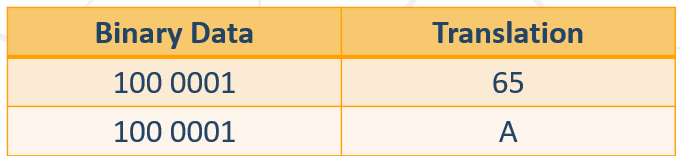 Binary Data Translation
100 0001 65
100 0001 A